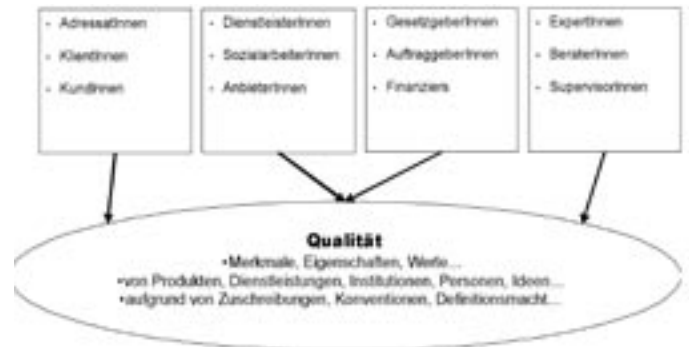 - AdressatInnen
- KlientInnen
- KundInnen
- DienstleisterInnen
- SozialarbeiterInnen
- AnbieterInnen
- GesetzgeberInnen
- AuftraggeberInnen
- Finanziers
- ExpertInnen
- BeraterInnen
- SupervisorInnen
Qualität
•Merkmale, Eigenschaften, Werte...
•von Produkten, Dienstleistungen, Institutionen, Personen, Ideen...
•aufgrund von Zuschreibungen, Konventionen, Definitionsmacht...